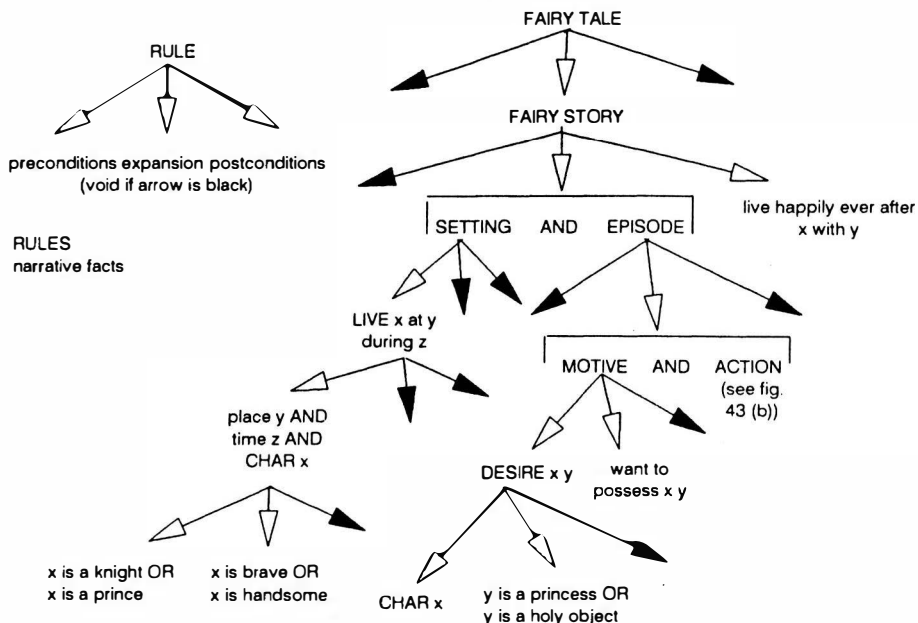 FAIRY TALE
RULE
FAIRY STORY
preconditions expansion postconditions
(void if arrow is black)
live happily ever after
x with y
SETTING AND EPISODE
RULES
narrative facts
LIVE x at y
during z
MOTIVE AND ACTION
(see fig.
43 (b))
place y AND
time z AND
CHAR x
DESIRE x y
want to
possess x y
x is a knight OR
x is a prince
x is brave OR
x is handsome
CHAR x
y is a princess OR
y is a holy object